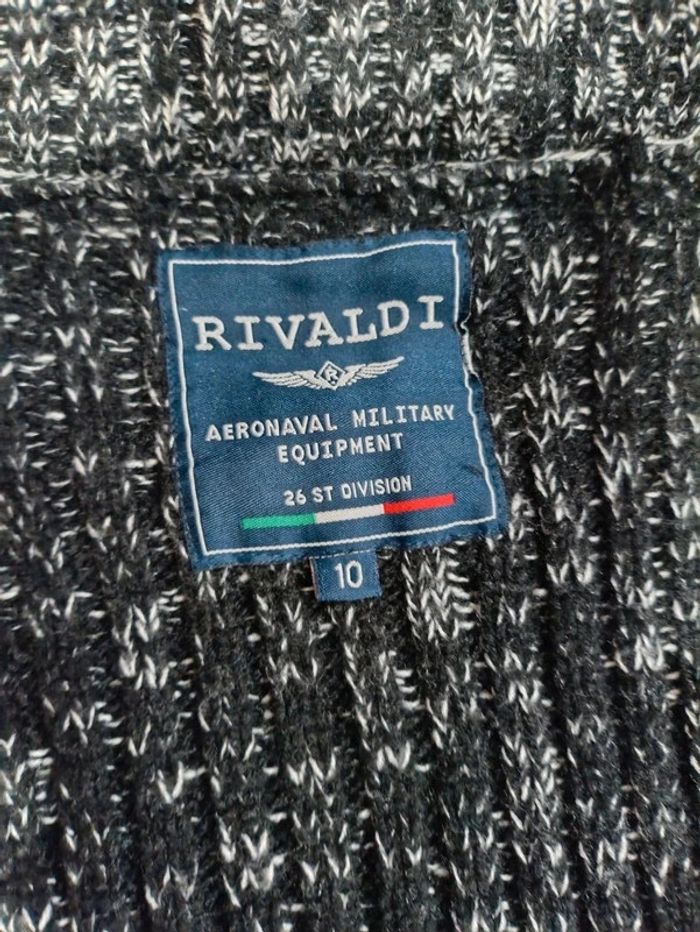 RIVALDI
R
AERONAVAL MILITARY
EQUIPMENT
26 ST DIVISION
10